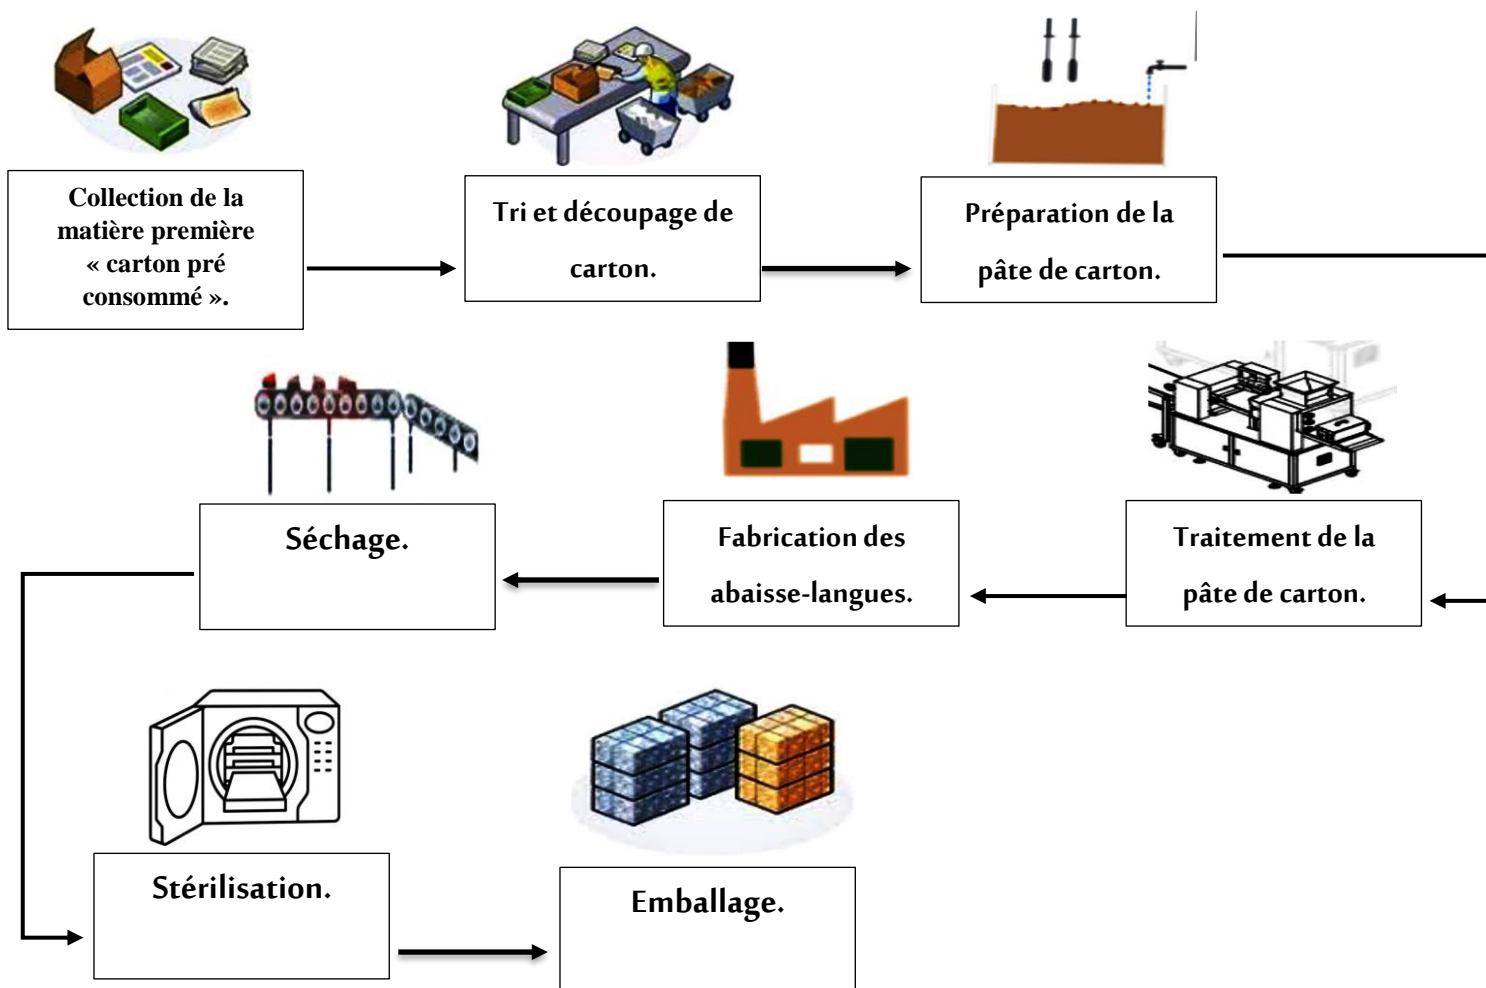 Collection de la
matière première
« carton pré
consommé ».
Tri et découpage de
carton.
Préparation de la
pâte de carton.
Séchage.
Fabrication des
abaisse-langues.
Traitement de la
pâte de carton.
Stérilisation.
Emballage.